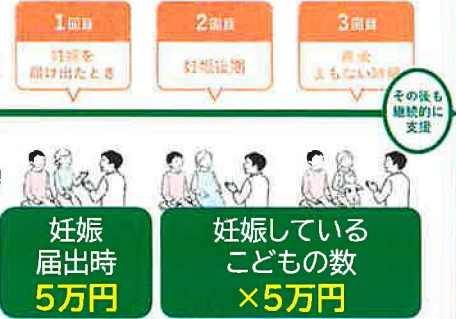 1回目
2回目
3回目
妊娠を
届け出たとき
妊娠後期
まもない時期
その後も
継続的に
支援
妊娠
届出時
5万円
妊娠している
こどもの数
×5万円